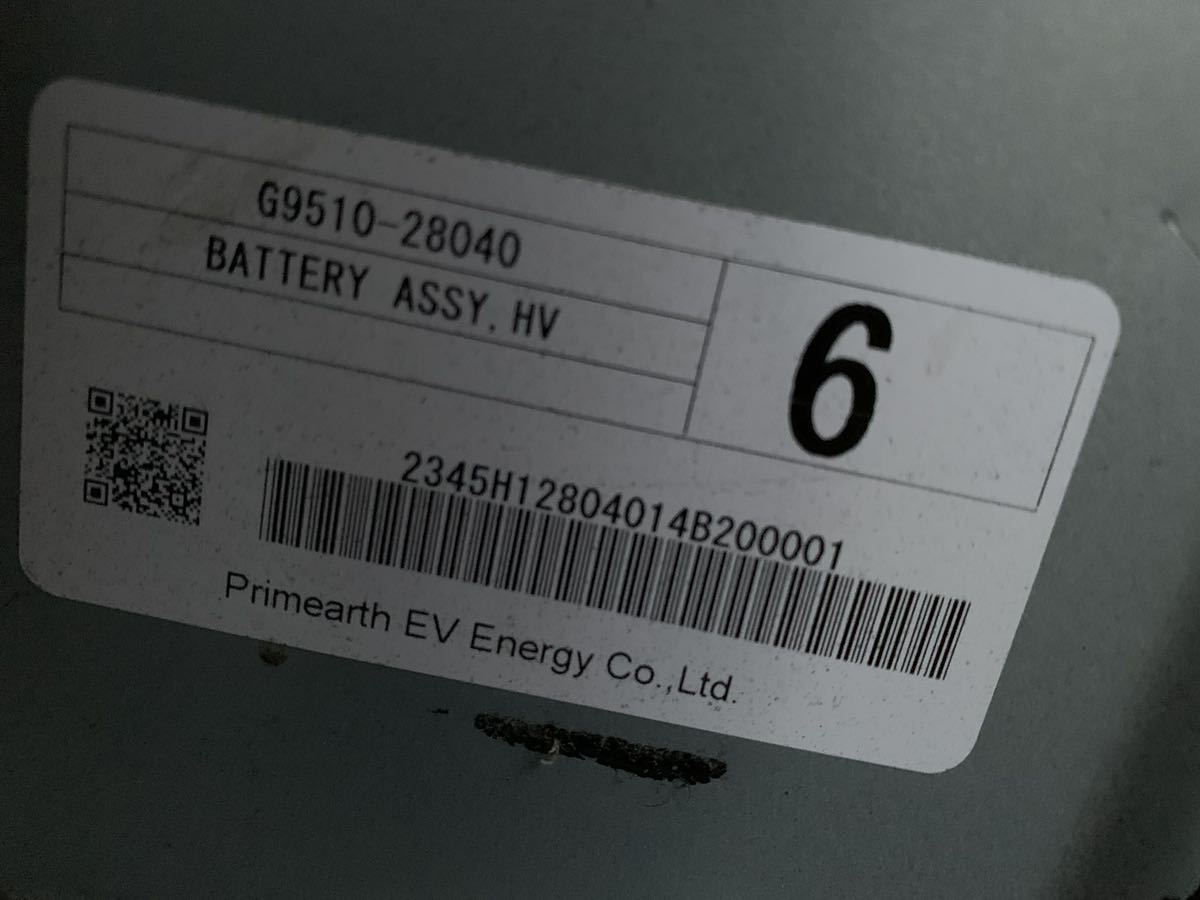 G9510-28040
BATTERY ASSY, HV
6
2345H12804014B200001
Primearth EV Energy Co.,Ltd.